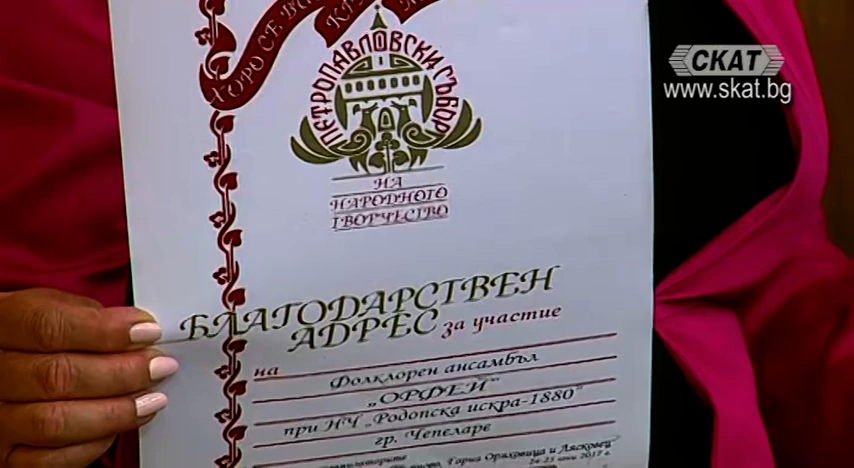 ХОРО СЕ
КР
ПЕТРОПАВЛОВСКИ СЪБОР
НА
НАРОДНОТО
ТВОРЧЕСТВО
БЛАГОДАРСТВЕН
АДРЕС за участие
на
Фолклорен ансамбъл
„ОРФЕЙ“
при НЧ „Родопска искра-1880“
гр. Чепеларе
Горна Оряховица и Лясковец
СКАТ
www.skat.bg